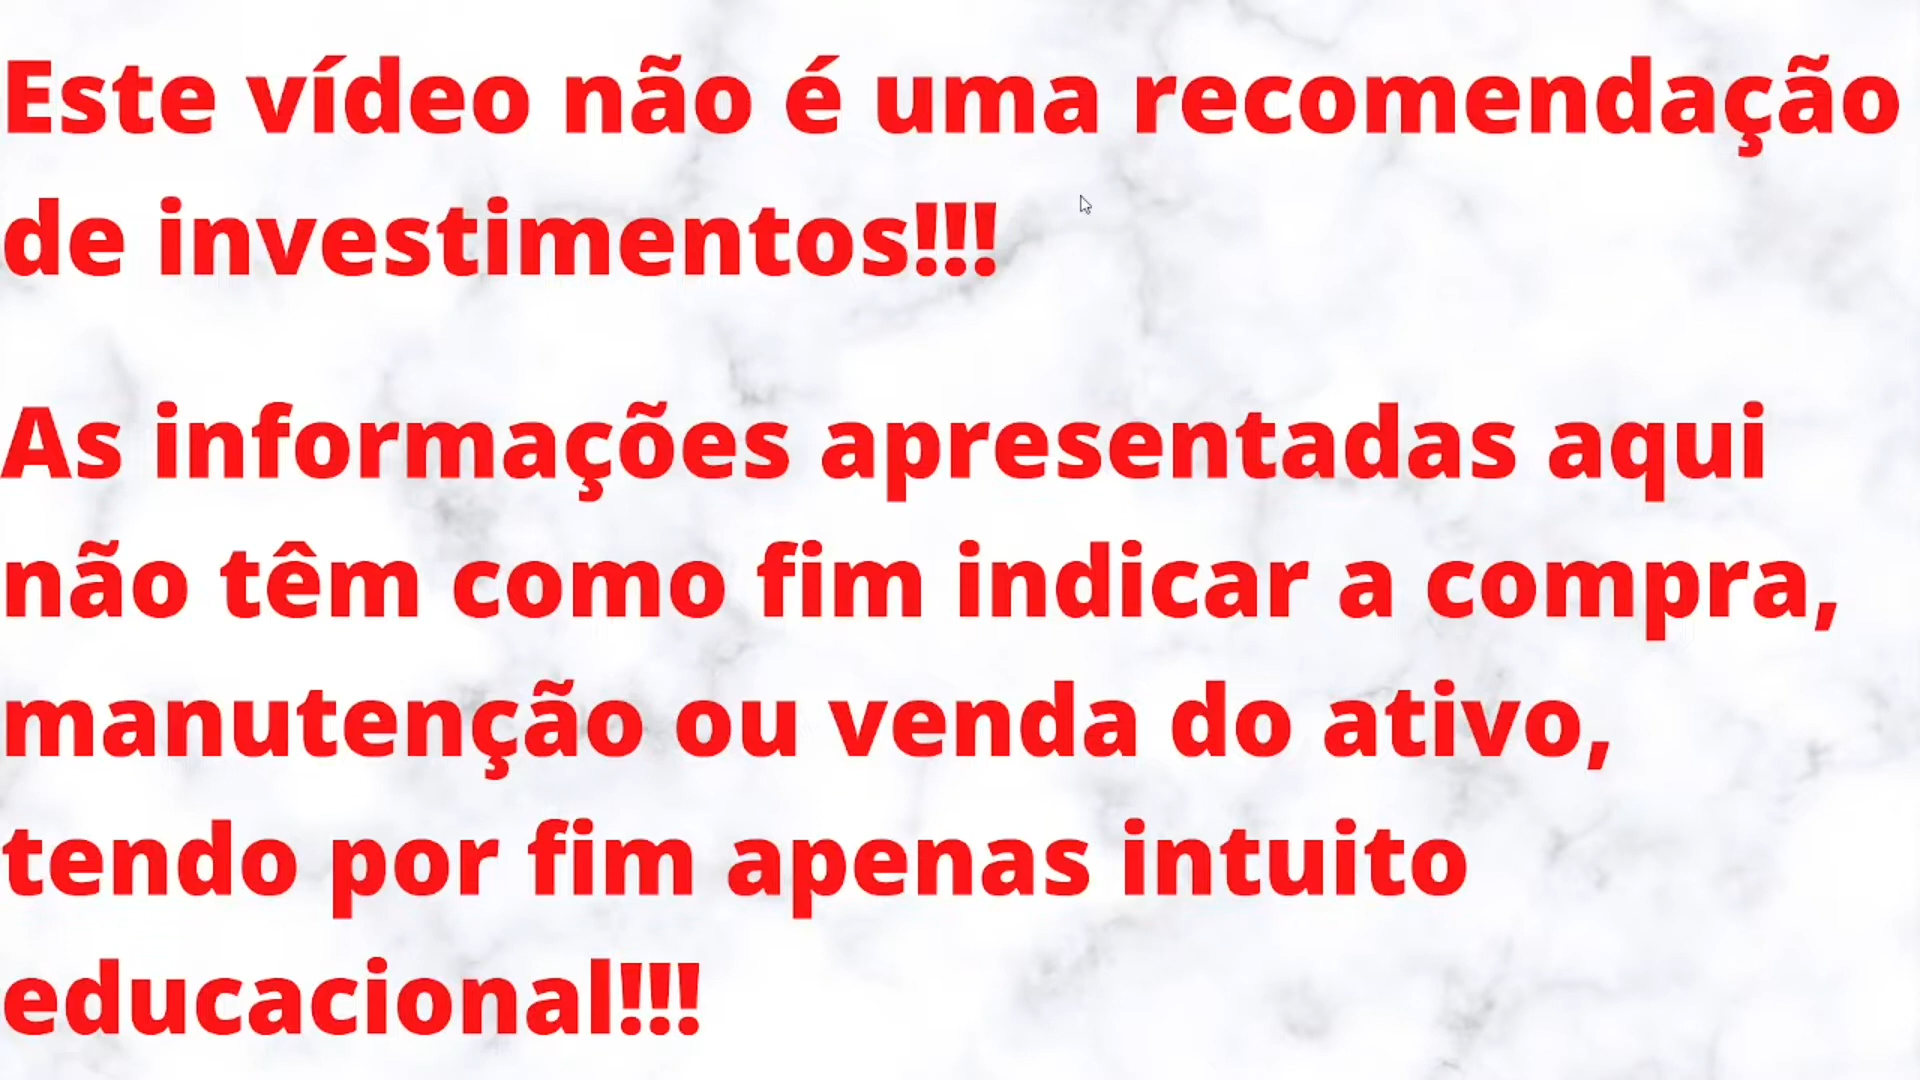 Este vídeo não é uma recomendação
de investimentos!!!
As informações apresentadas aqui
não têm como fim indicar a compra,
manutenção ou venda do ativo,
tendo por fim apenas intuito
educacional!!!